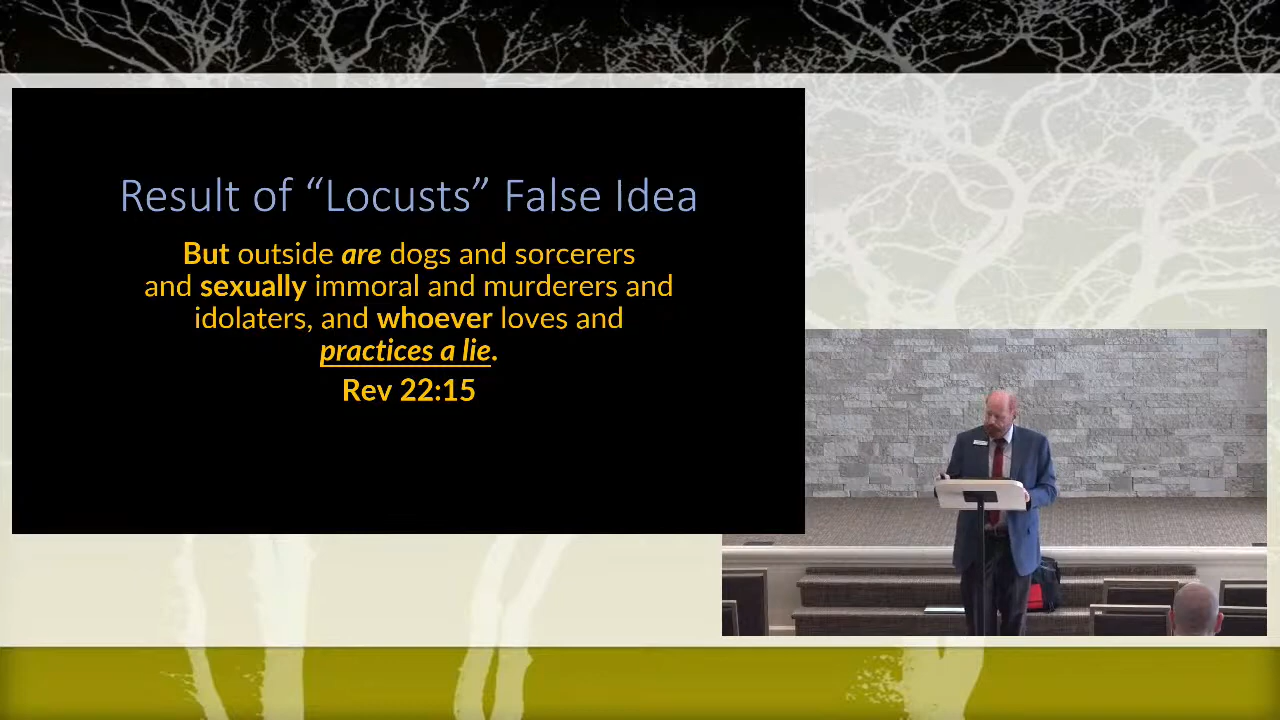 Result of “Locusts” False Idea
But outside are dogs and sorcerers
and sexually immoral and murderers and
idolaters, and whoever loves and
practices a lie.
Rev 22:15